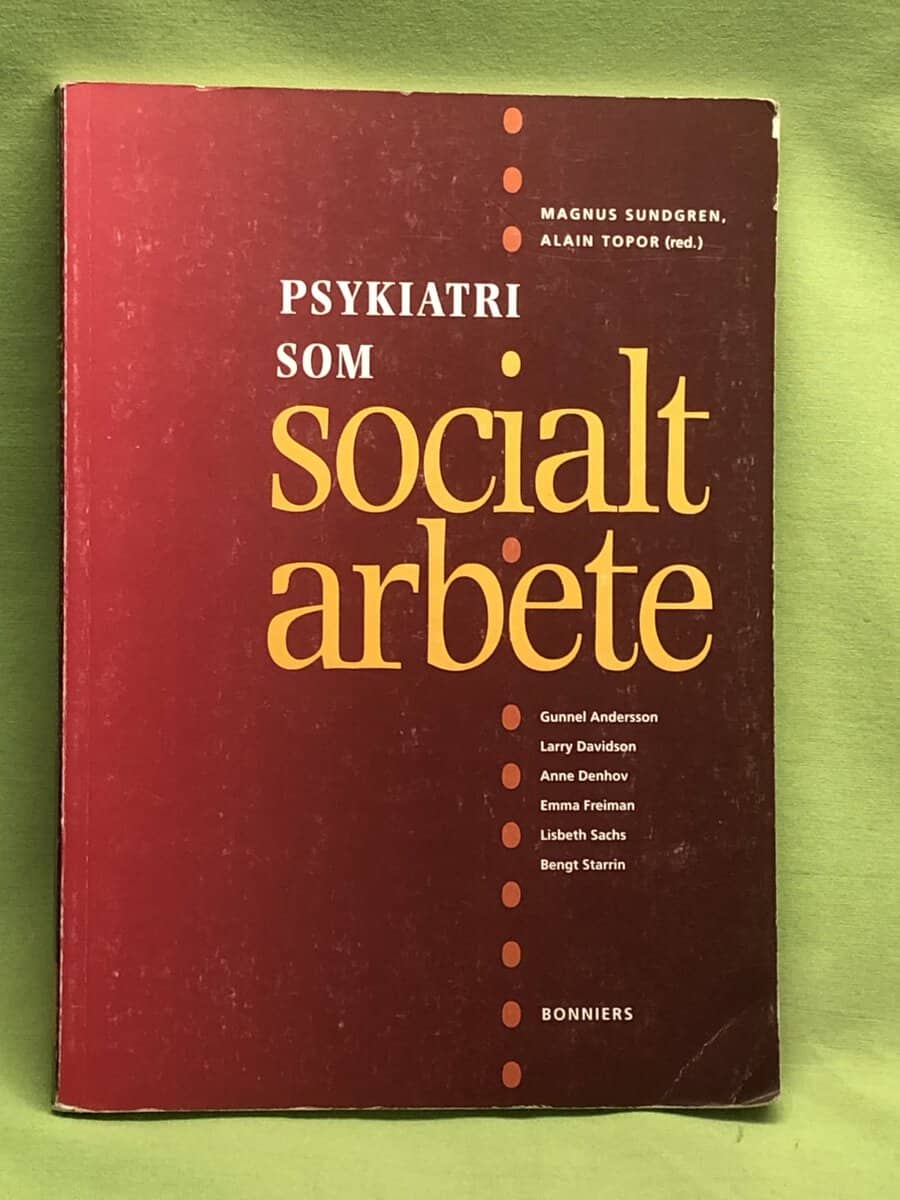 MAGNUS SUNDGREN,
ALAIN TOPOR (red.)
PSYKIATRI
SOM
socialt
arbete
Gunnel Andersson
Larry Davidson
Anne Denhov
Emma Freiman
Lisbeth Sachs
Bengt Starrin
BONNIERS